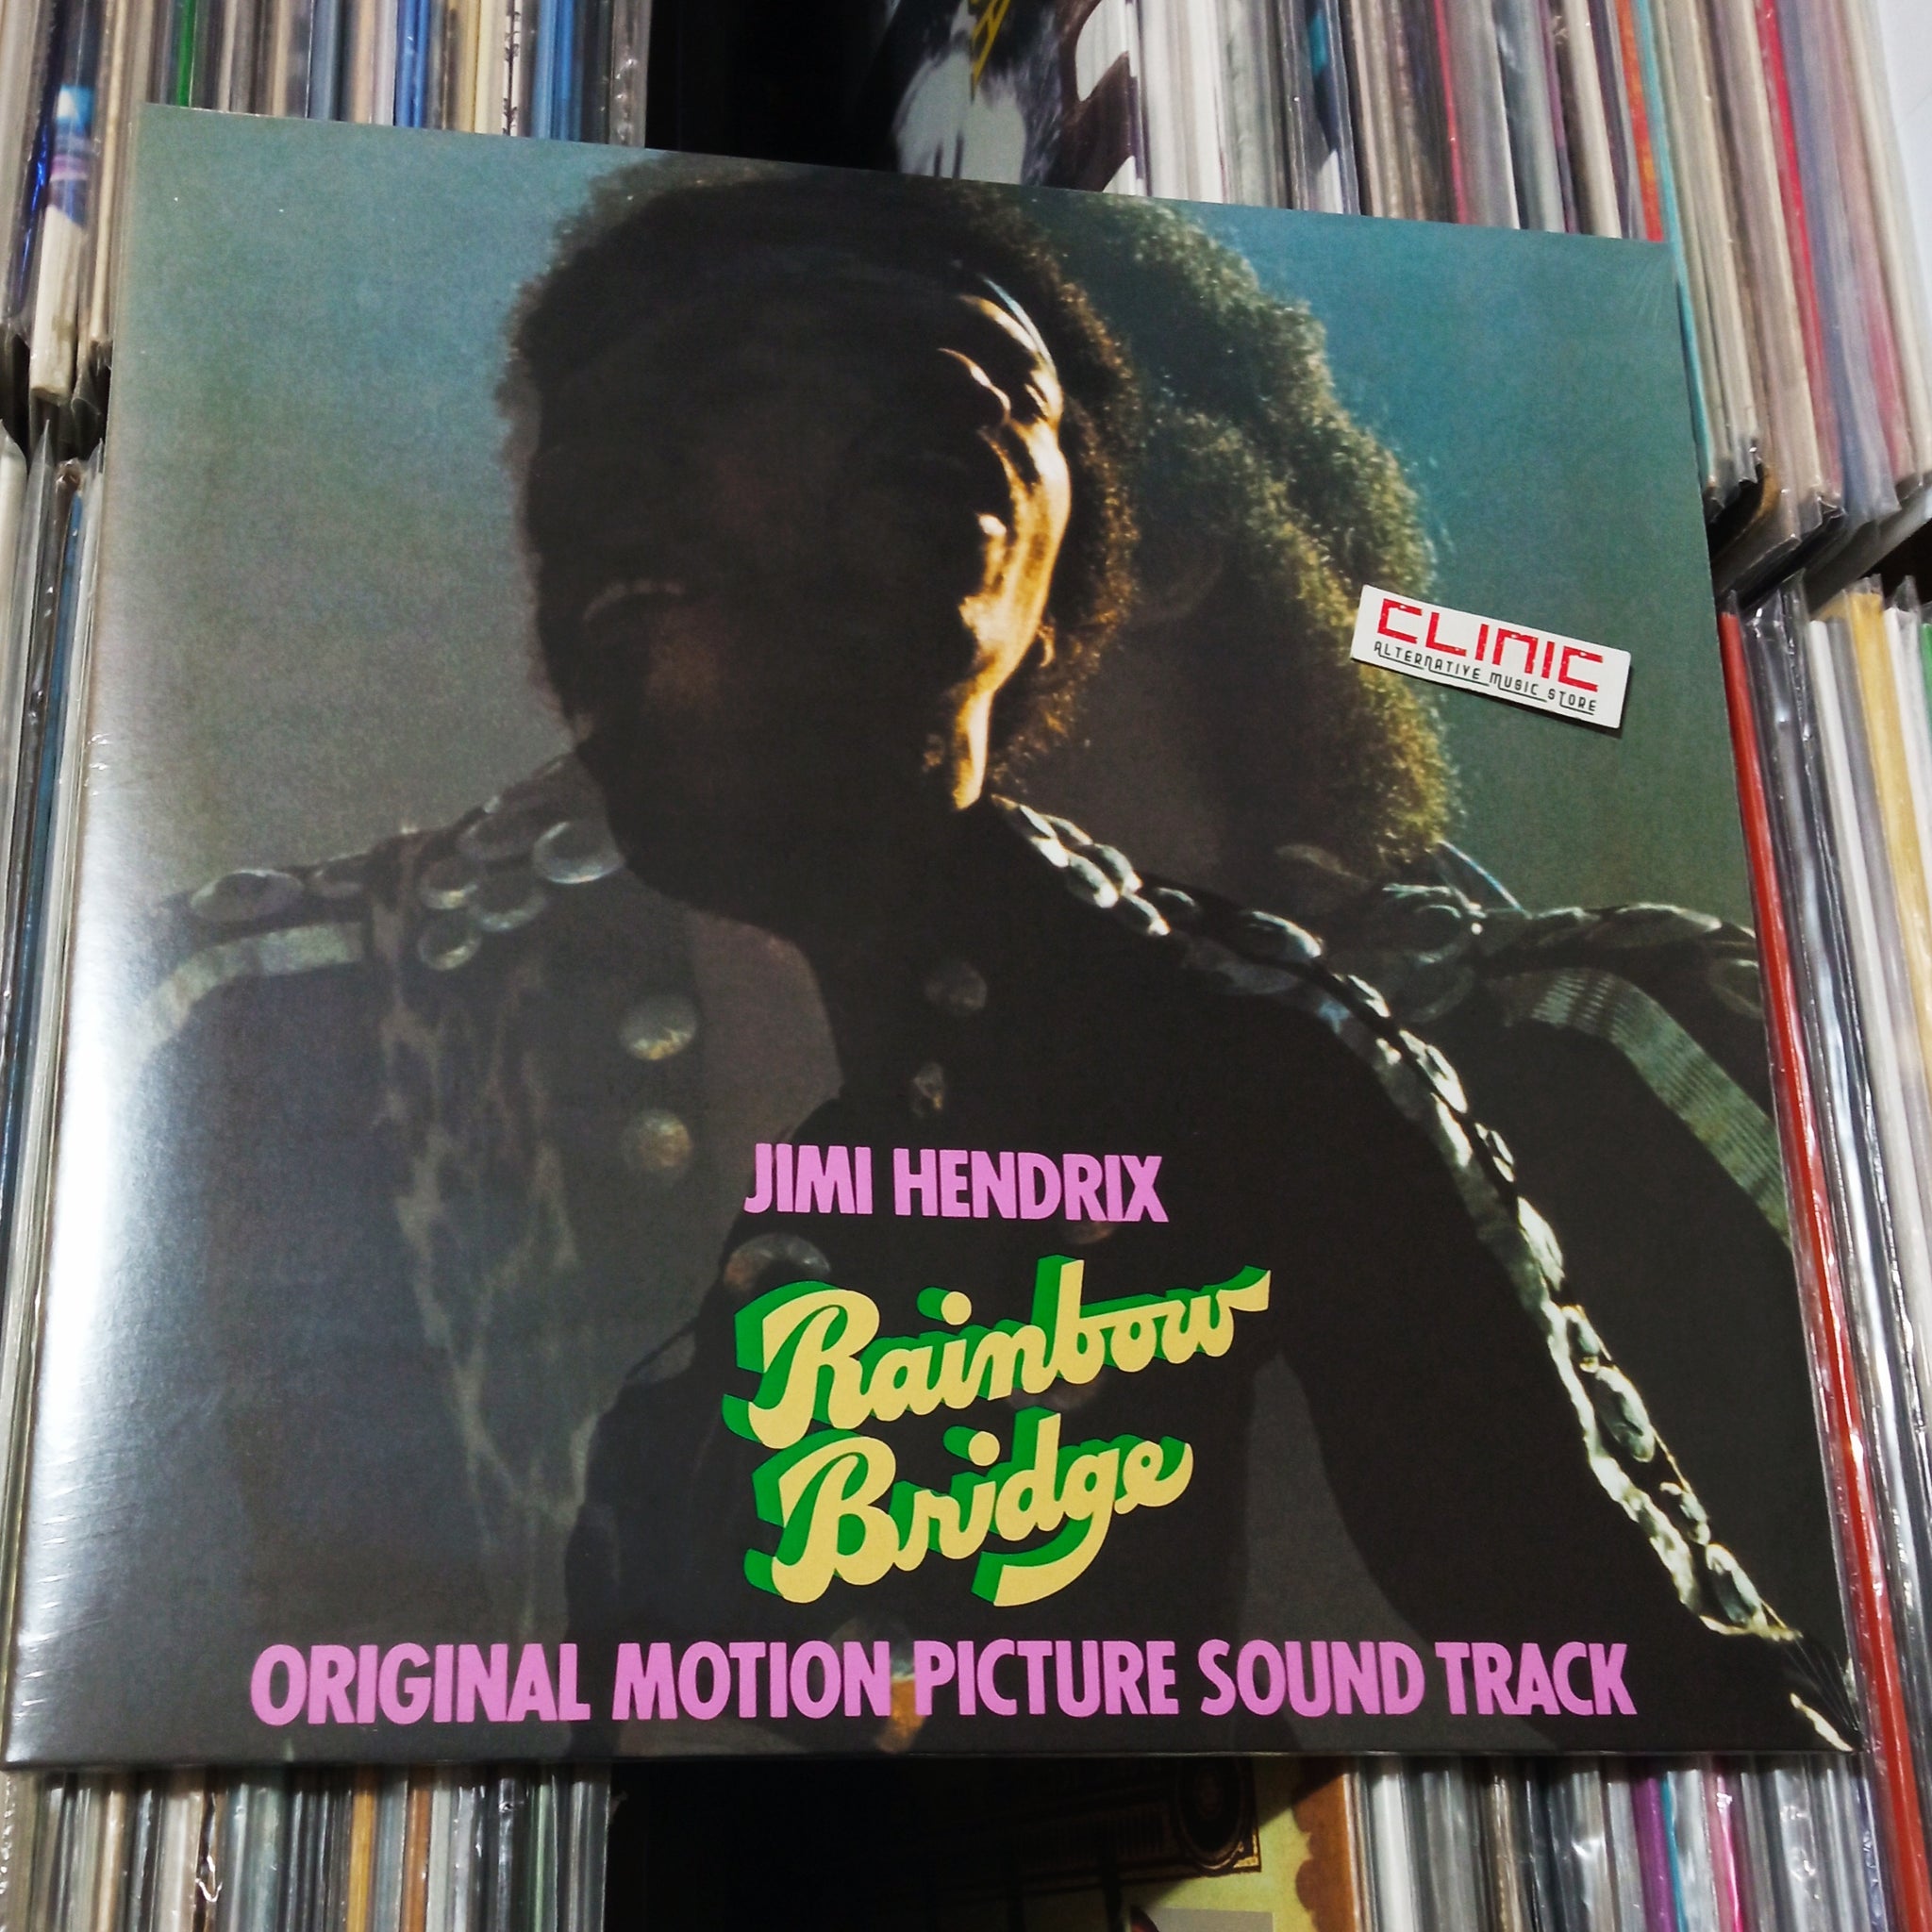 CLINIC
ALTERNATIVE MUSIC STORE
JIMI HENDRIX
Rainbow
Bridge
ORIGINAL MOTION PICTURE SOUND TRACK